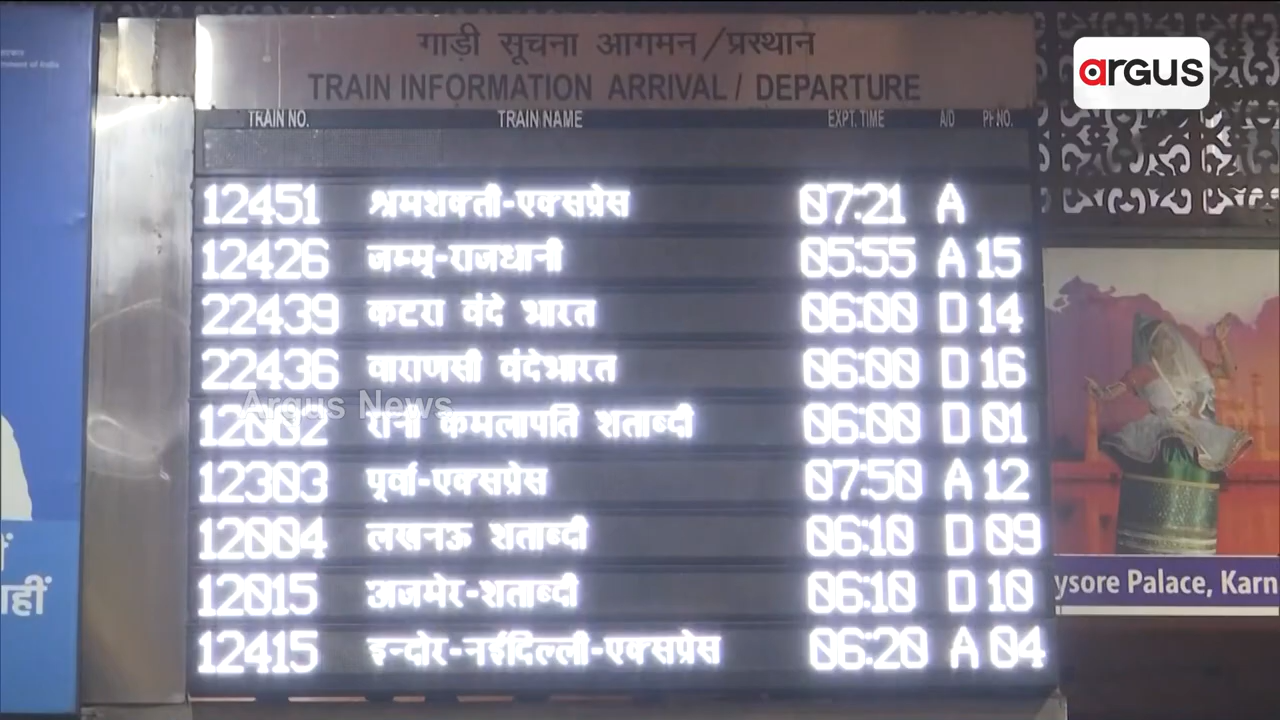 argus
गाड़ी सूचना आगमन/प्रस्थान
TRAIN INFORMATION ARRIVAL / DEPARTURE
TRAIN NO. TRAIN NAME EXPT. TIME A/D PF NO.
12451 श्रमशक्ती-एक्सप्रेस 07:21 A
12426 जम्मू-राजधानी 05:55 A 15
22439 कटरा वंदे भारत 06:00 D 14
22436 वाराणसी वंदेभारत 06:00 D 16
Argus News
12002 रानी कमलापति शताब्दी 06:00 D 01
12303 पूर्वा-एक्सप्रेस 07:50 A 12
12004 लखनऊ शताब्दी 06:10 D 09
12015 अजमेर-शताब्दी 06:10 D 10
12415 इन्दोर-नईदिल्ली-एक्सप्रेस 06:20 A 04
ysore Palace, Karn